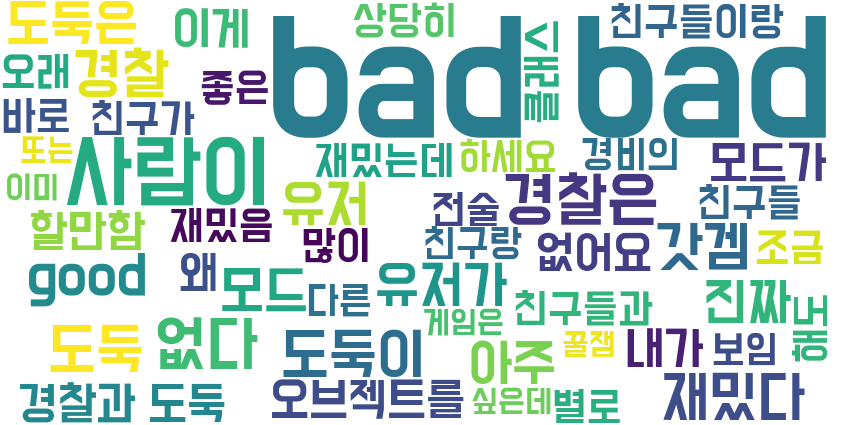 도둑은 이게 상당히 bad bad 친구들이랑
오래 경찰 좋은 플래
바로 친구가
또는 사람이 재밌는데 하세요 경비의 모드가
이미 유저 전술 경찰은 친구들
할만함 재밌음 많이 친구랑 없어요 갓겜 조금
good 왜 모드 다른 유저가 친구들과 진짜
게임은 해도
도둑 없다 도둑이 아주 꿀잼 내가 보임
경찰과 도둑 오브젝트를 싶은데 별로 재밌다